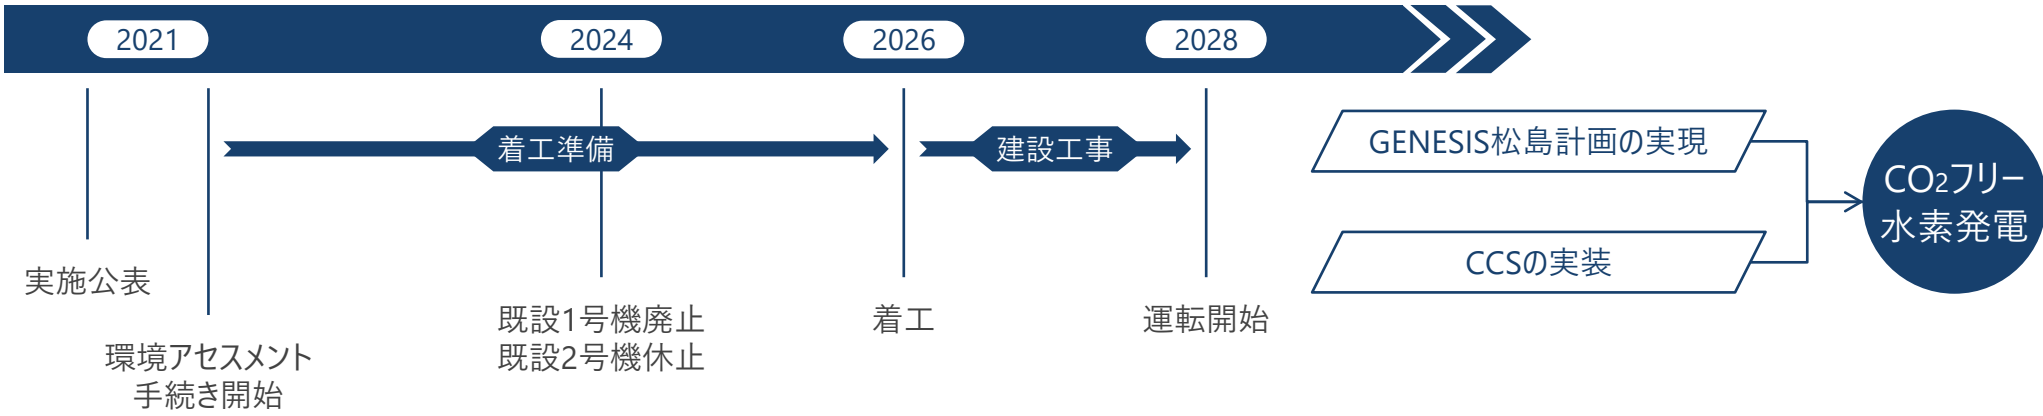 2021
2024
2026
2028
着工準備
建設工事
実施公表
環境アセスメント
手続き開始
既設1号機廃止
既設2号機休止
着工
運転開始
GENESIS松島計画の実現
CCSの実装
CO₂フリー
水素発電